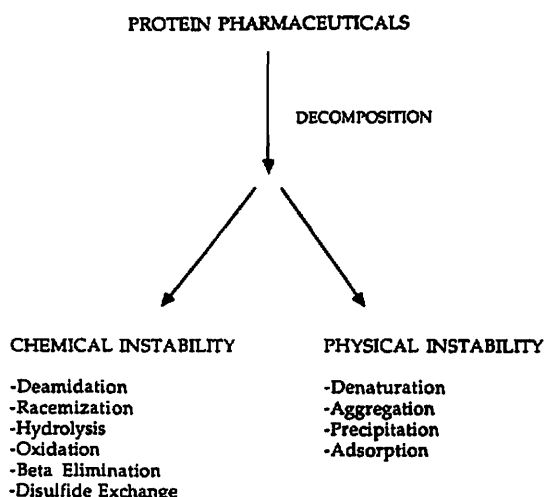 PROTEIN PHARMACEUTICALS
DECOMPOSITION
CHEMICAL INSTABILITY
-Deamidation
-Racemization
-Hydrolysis
-Oxidation
-Beta Elimination
-Disulfide Exchange
PHYSICAL INSTABILITY
-Denaturation
-Aggregation
-Precipitation
-Adsorption